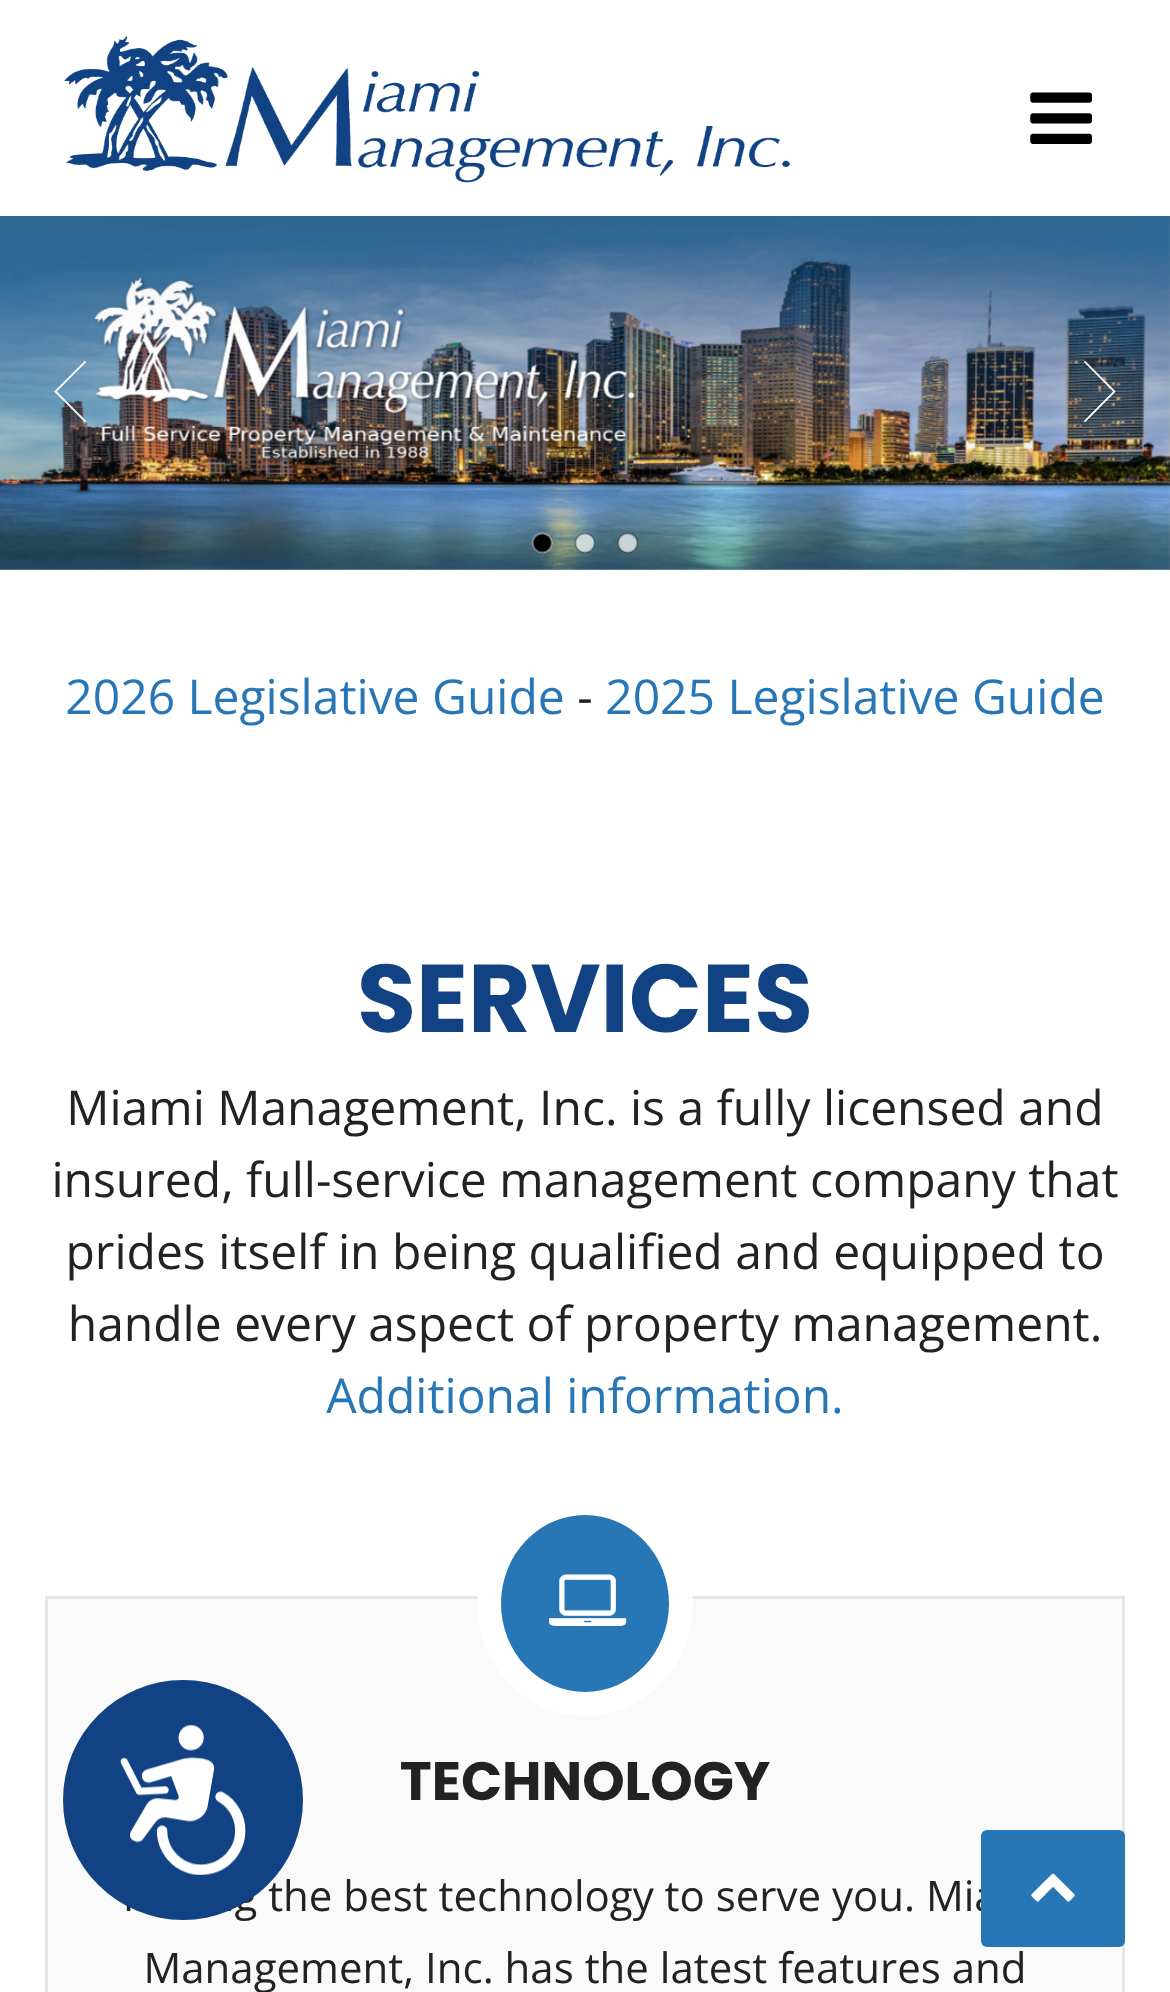 Miami
Management, Inc.
Miami
Management, Inc.
Full Service Property Management & Maintenance
Established in 1988
2026 Legislative Guide - 2025 Legislative Guide
SERVICES
Miami Management, Inc. is a fully licensed and
insured, full-service management company that
prides itself in being qualified and equipped to
handle every aspect of property management.
Additional information.
TECHNOLOGY
the best technology to serve you.
Management, Inc. has the latest features and